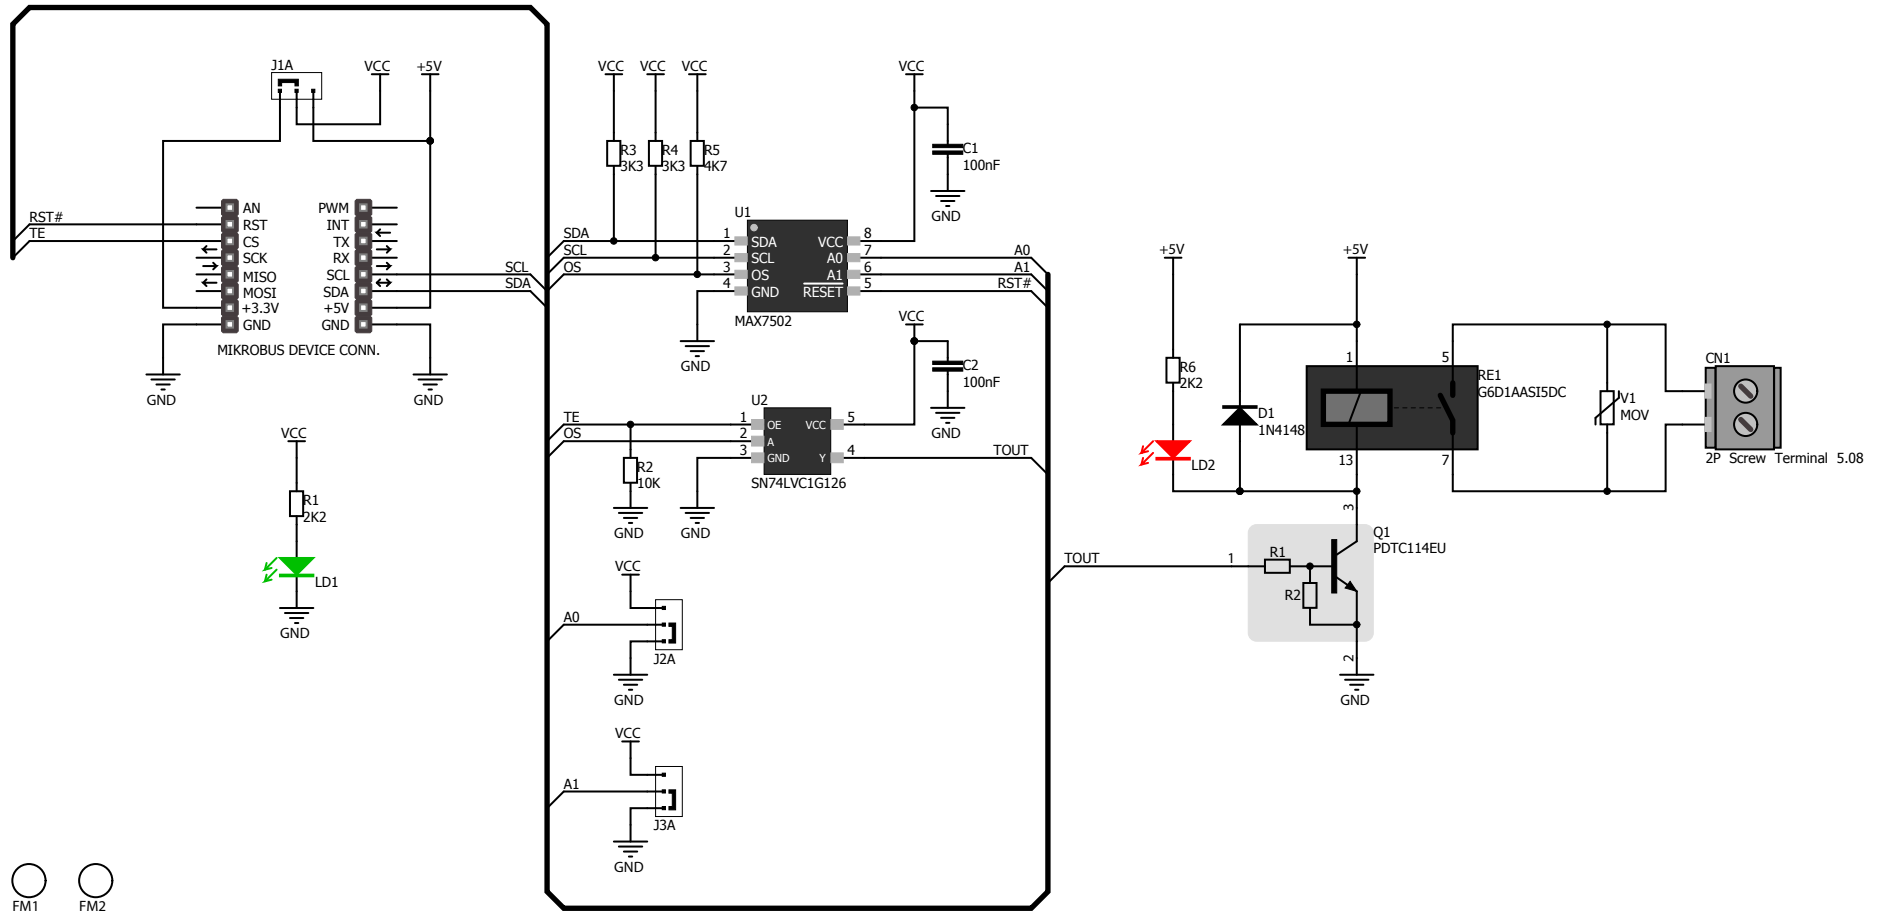 J1A
VCC
+5V
RST#
TE
AN
RST
CS
SCK
MISO
MOSI
+3.3V
GND
PWM
INT
TX
RX
SCL
SDA
+5V
GND
SCL
SDA
MIKROBUS DEVICE CONN.
GND
GND
VCC
R1
2K2
LD1
GND
FM1
FM2
VCC
VCC
VCC
R3
3K3
R4
3K3
R5
4K7
SDA
SCL
OS
U1
1
2
3
4
SDA
SCL
OS
GND
VCC
A0
A1
RESET
8
7
6
5
MAX7502
GND
VCC
C1
100nF
GND
A0
A1
RST#
VCC
C2
100nF
GND
TE
OS
U2
1
2
3
OE
A
GND
VCC
Y
5
4
SN74LVC1G126
TOUT
R2
10K
GND
GND
VCC
A0
J2A
GND
VCC
A1
J3A
GND
+5V
R6
2K2
LD2
+5V
D1
1N4148
1
5
13
7
RE1
G6D1AASI5DC
V1
MOV
CN1
2P Screw Terminal 5.08
TOUT
1
R1
R2
3
Q1
PDTC114EU
2
GND